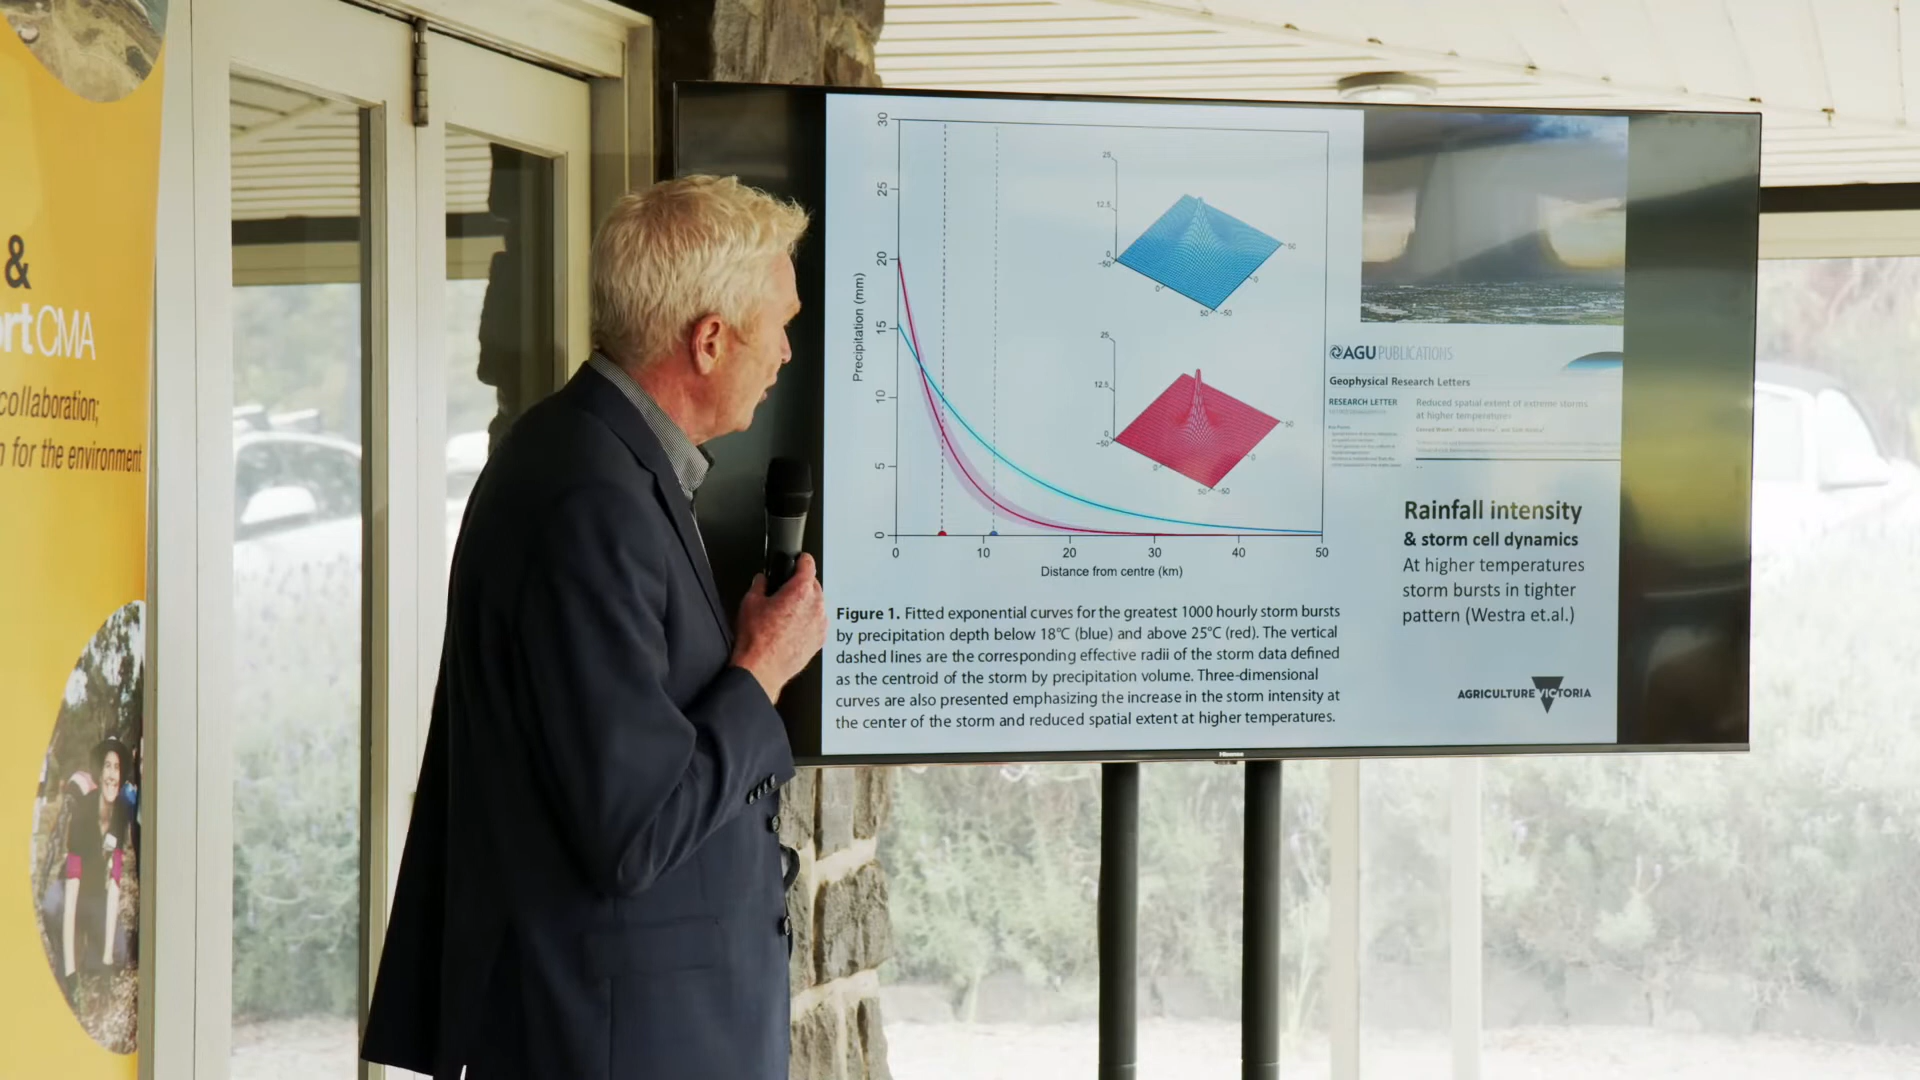 &
rtCMA
collaboration;
n for the environment
30
25
20
15
10
5
0
Precipitation (mm)
0 10 20 30 40 50
Distance from centre (km)
25
12.5
0
-50
0
50
-50
0
50
25
12.5
0
-50
0
50
-50
0
50
Figure 1. Fitted exponential curves for the greatest 1000 hourly storm bursts
by precipitation depth below 18°C (blue) and above 25°C (red). The vertical
dashed lines are the corresponding effective radii of the storm data defined
as the centroid of the storm by precipitation volume. Three-dimensional
curves are also presented emphasizing the increase in the storm intensity at
the center of the storm and reduced spatial extent at higher temperatures.
AGU PUBLICATIONS
Geophysical Research Letters
RESEARCH LETTER
Reduced spatial extent of extreme storms
at higher temperatures
Rainfall intensity
& storm cell dynamics
At higher temperatures
storm bursts in tighter
pattern (Westra et.al.)
AGRICULTURE VICTORIA
Hisense